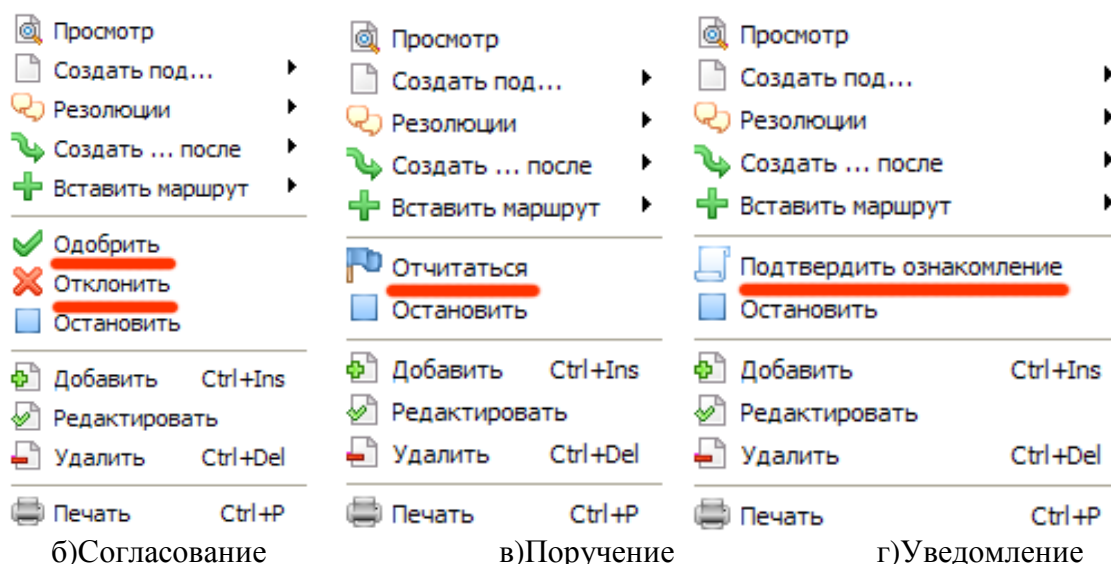 Просмотр
Создать под...
Резолюции
Создать ... после
Вставить маршрут
Одобрить
Отклонить
Остановить
Добавить Ctrl+Ins
Редактировать
Удалить Ctrl+Del
Печать Ctrl+P
б)Согласование
Просмотр
Создать под...
Резолюции
Создать ... после
Вставить маршрут
Отчитаться
Остановить
Добавить Ctrl+Ins
Редактировать
Удалить Ctrl+Del
Печать Ctrl+P
в)Поручение
Просмотр
Создать под...
Резолюции
Создать ... после
Вставить маршрут
Подтвердить ознакомление
Остановить
Добавить Ctrl+Ins
Редактировать
Удалить Ctrl+Del
Печать Ctrl+P
г)Уведомление